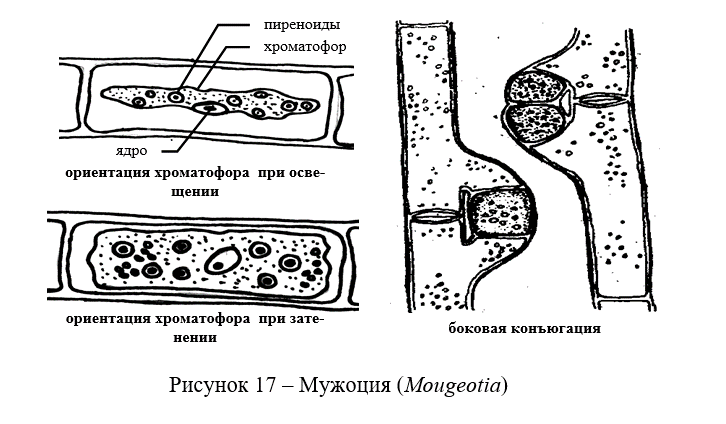 пиреноиды
хроматофор
ядро
ориентация хроматофора при осве-
щении
ориентация хроматофора при зате-
нении
боковая конъюгация
Рисунок 17 – Мужоция (Mougeotia)